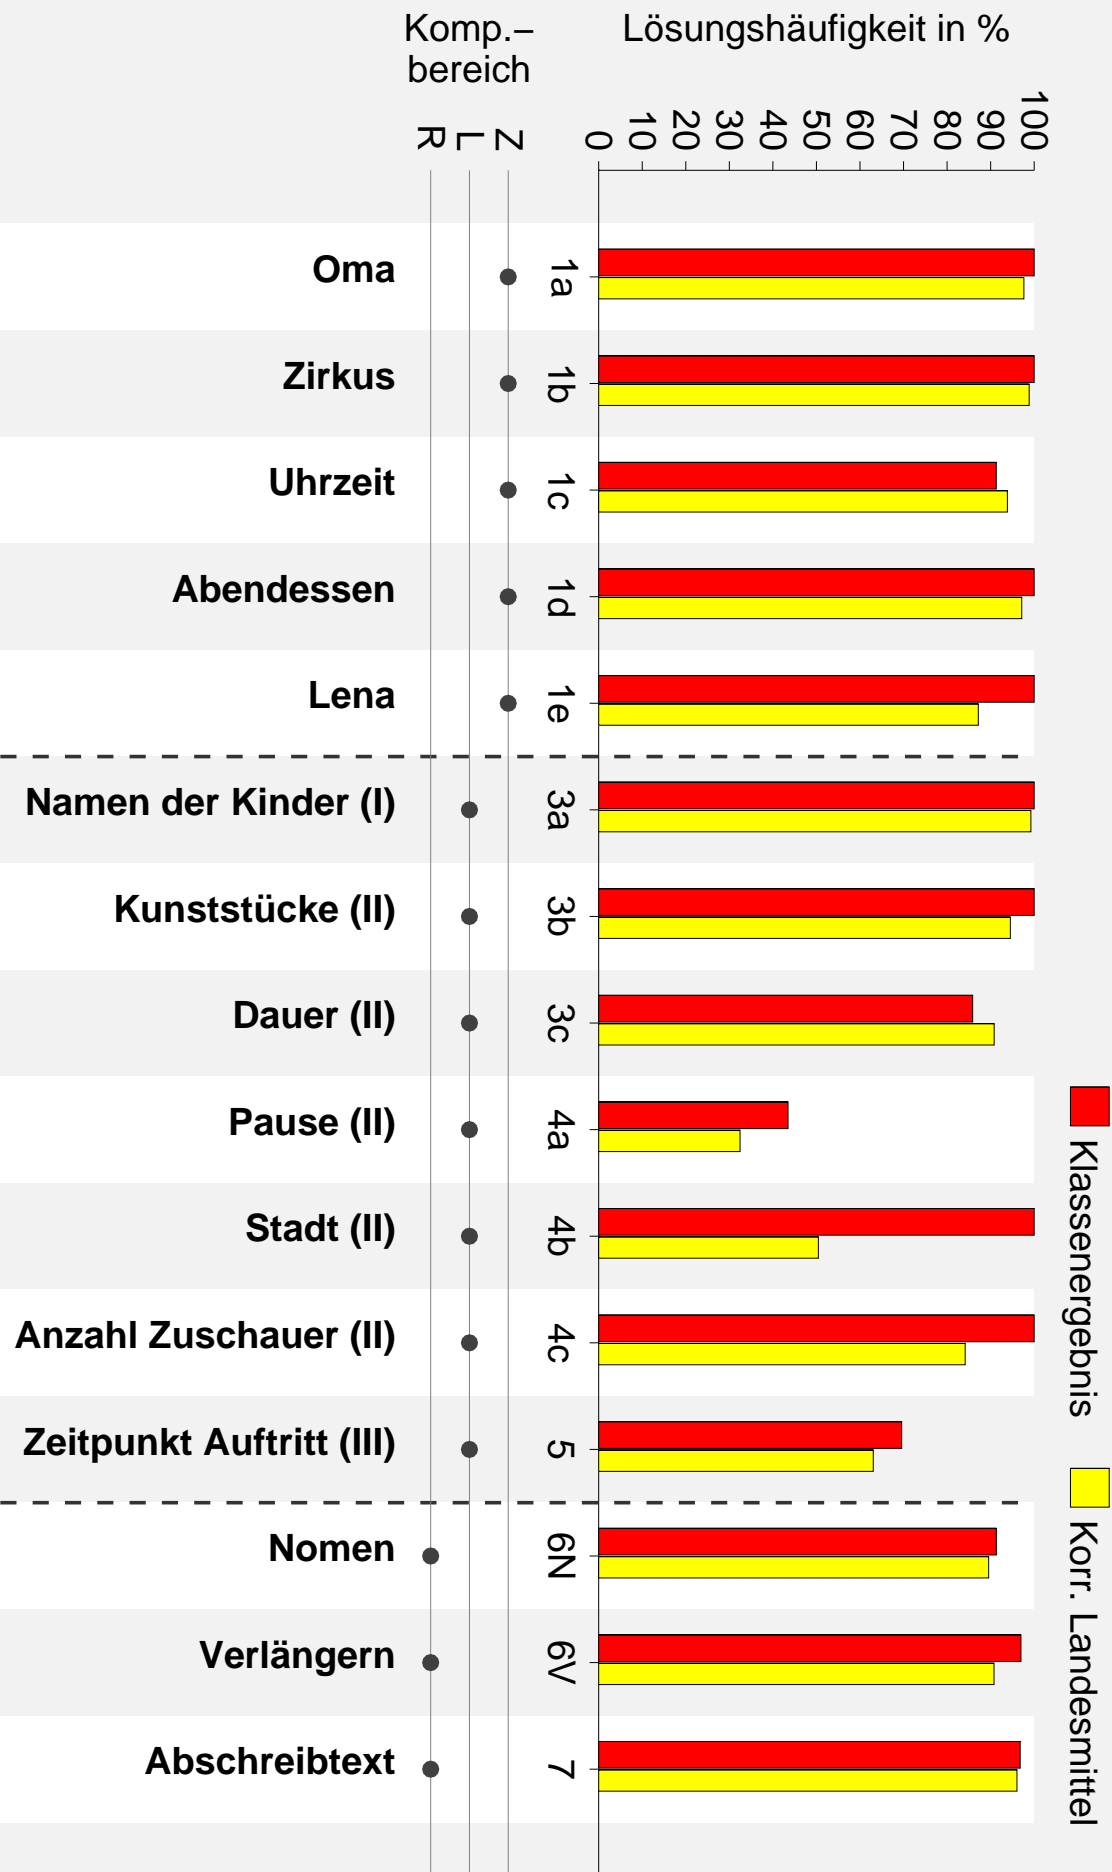 Komp.–
bereich
Lösungshäufigkeit in %
R
L
Z
0
10
20
30
40
50
60
70
80
90
100
Oma
1a
Zirkus
1b
Uhrzeit
1c
Abendessen
1d
Lena
1e
Namen der Kinder (I)
3a
Kunststücke (II)
3b
Dauer (II)
3c
Pause (II)
4a
Stadt (II)
4b
Anzahl Zuschauer (II)
4c
Zeitpunkt Auftritt (III)
5
Nomen
6N
Verlängern
6V
Abschreibtext
7
Klassenergebnis
Korr. Landesmittel